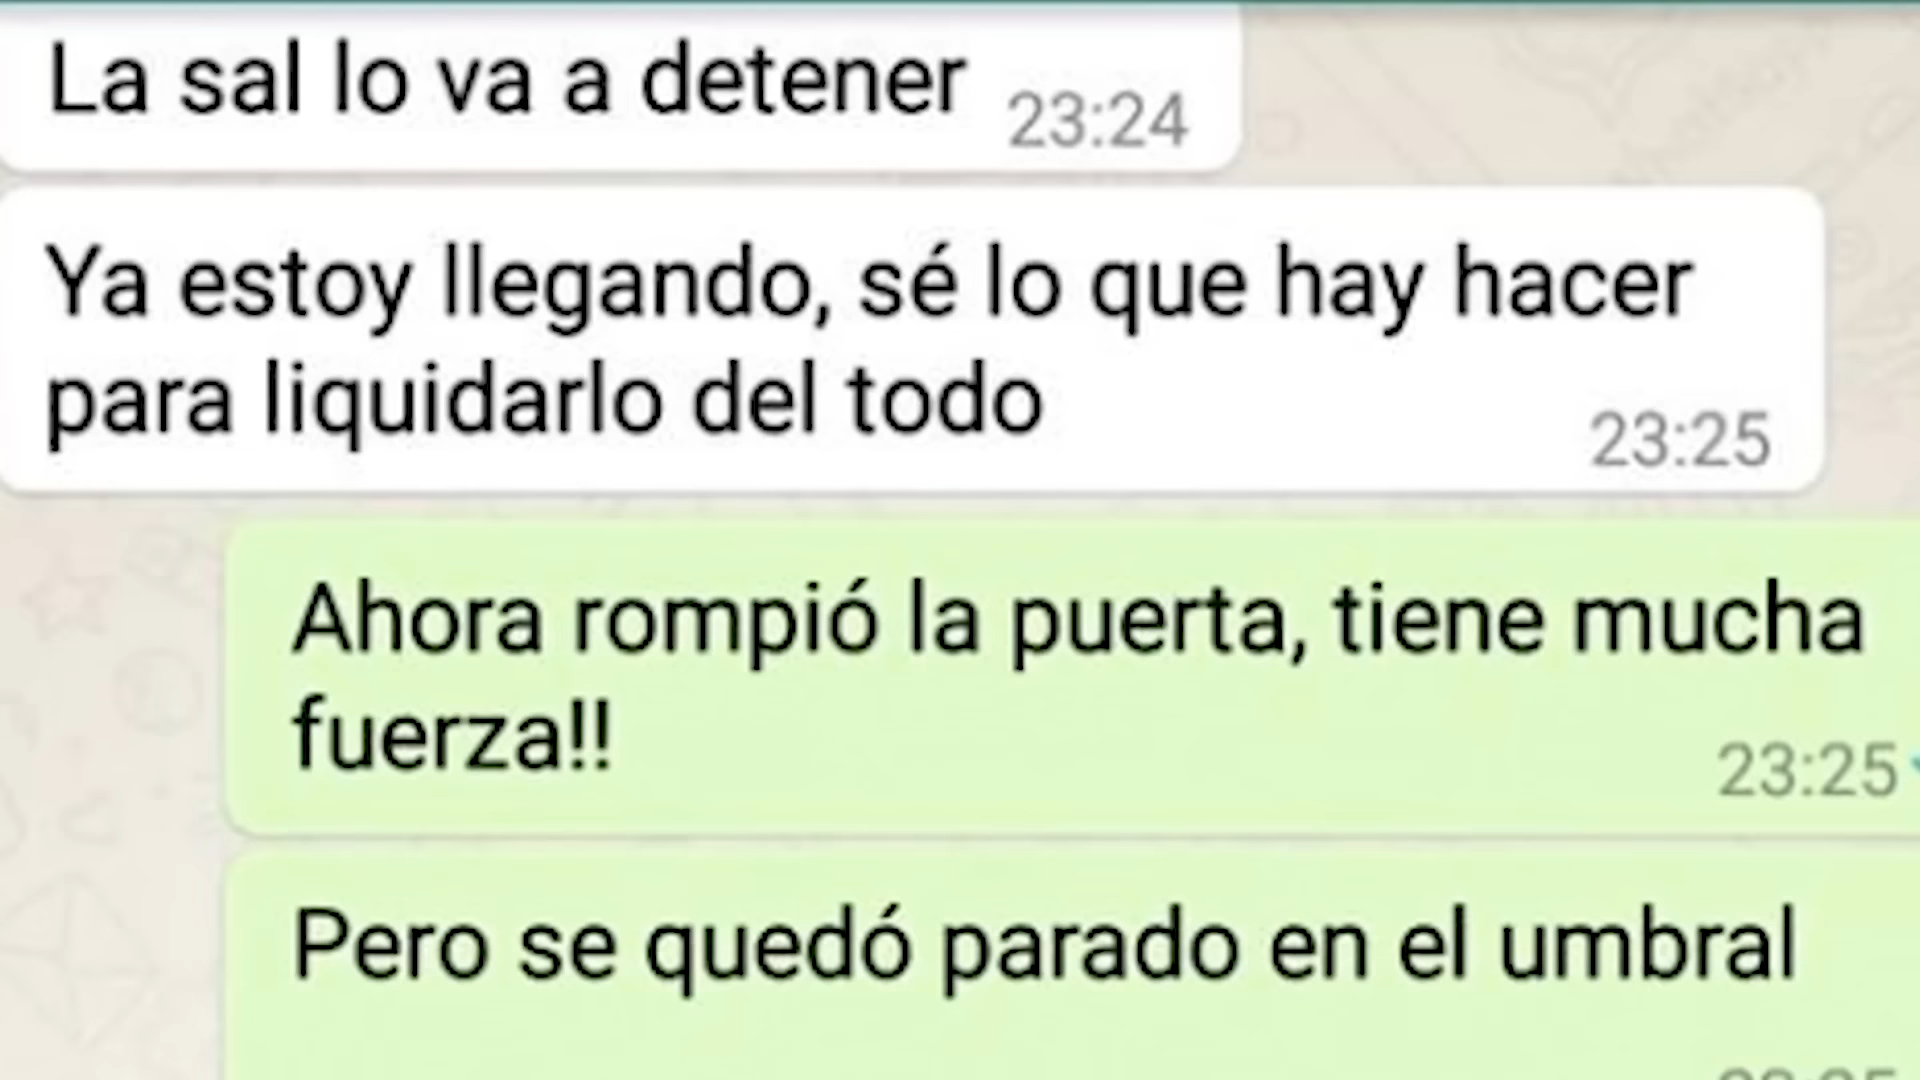 La sal lo va a detener 23:24
Ya estoy llegando, sé lo que hay hacer
para liquidarlo del todo
23:25
Ahora rompió la puerta, tiene mucha
fuerza!!
23:25
Pero se quedó parado en el umbral